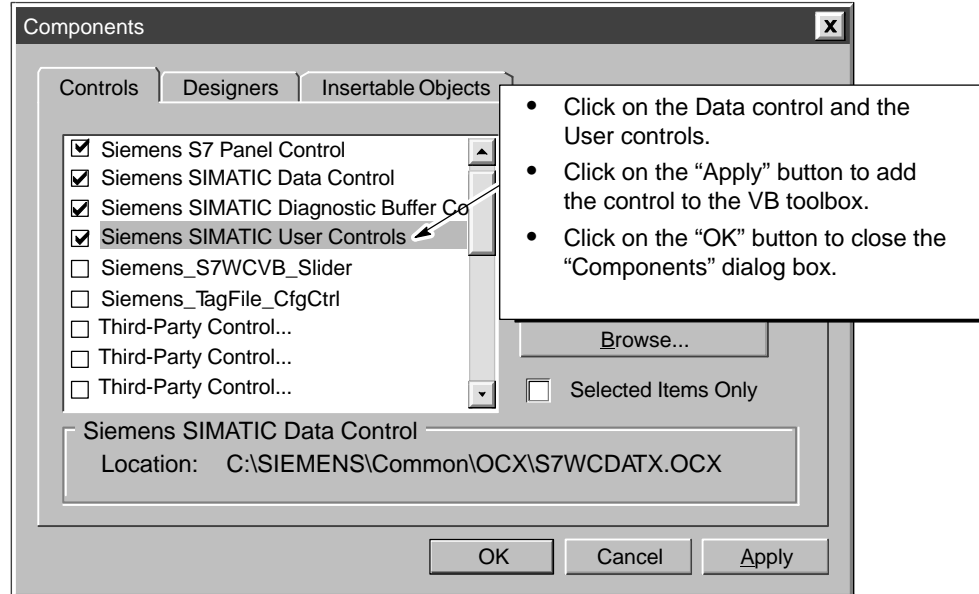 Components
Controls
Designers
Insertable Objects
Siemens S7 Panel Control
Siemens SIMATIC Data Control
Siemens SIMATIC Diagnostic Buffer Co
Siemens SIMATIC User Controls
Siemens_S7WCVB_Slider
Siemens_TagFile_CfgCtrl
Third-Party Control...
Third-Party Control...
Third-Party Control...
• Click on the Data control and the
User controls.
• Click on the “Apply” button to add
the control to the VB toolbox.
• Click on the “OK” button to close the
“Components” dialog box.
Browse...
Selected Items Only
Siemens SIMATIC Data Control
Location: C:\SIEMENS\Common\OCX\S7WCDATX.OCX
OK
Cancel
Apply